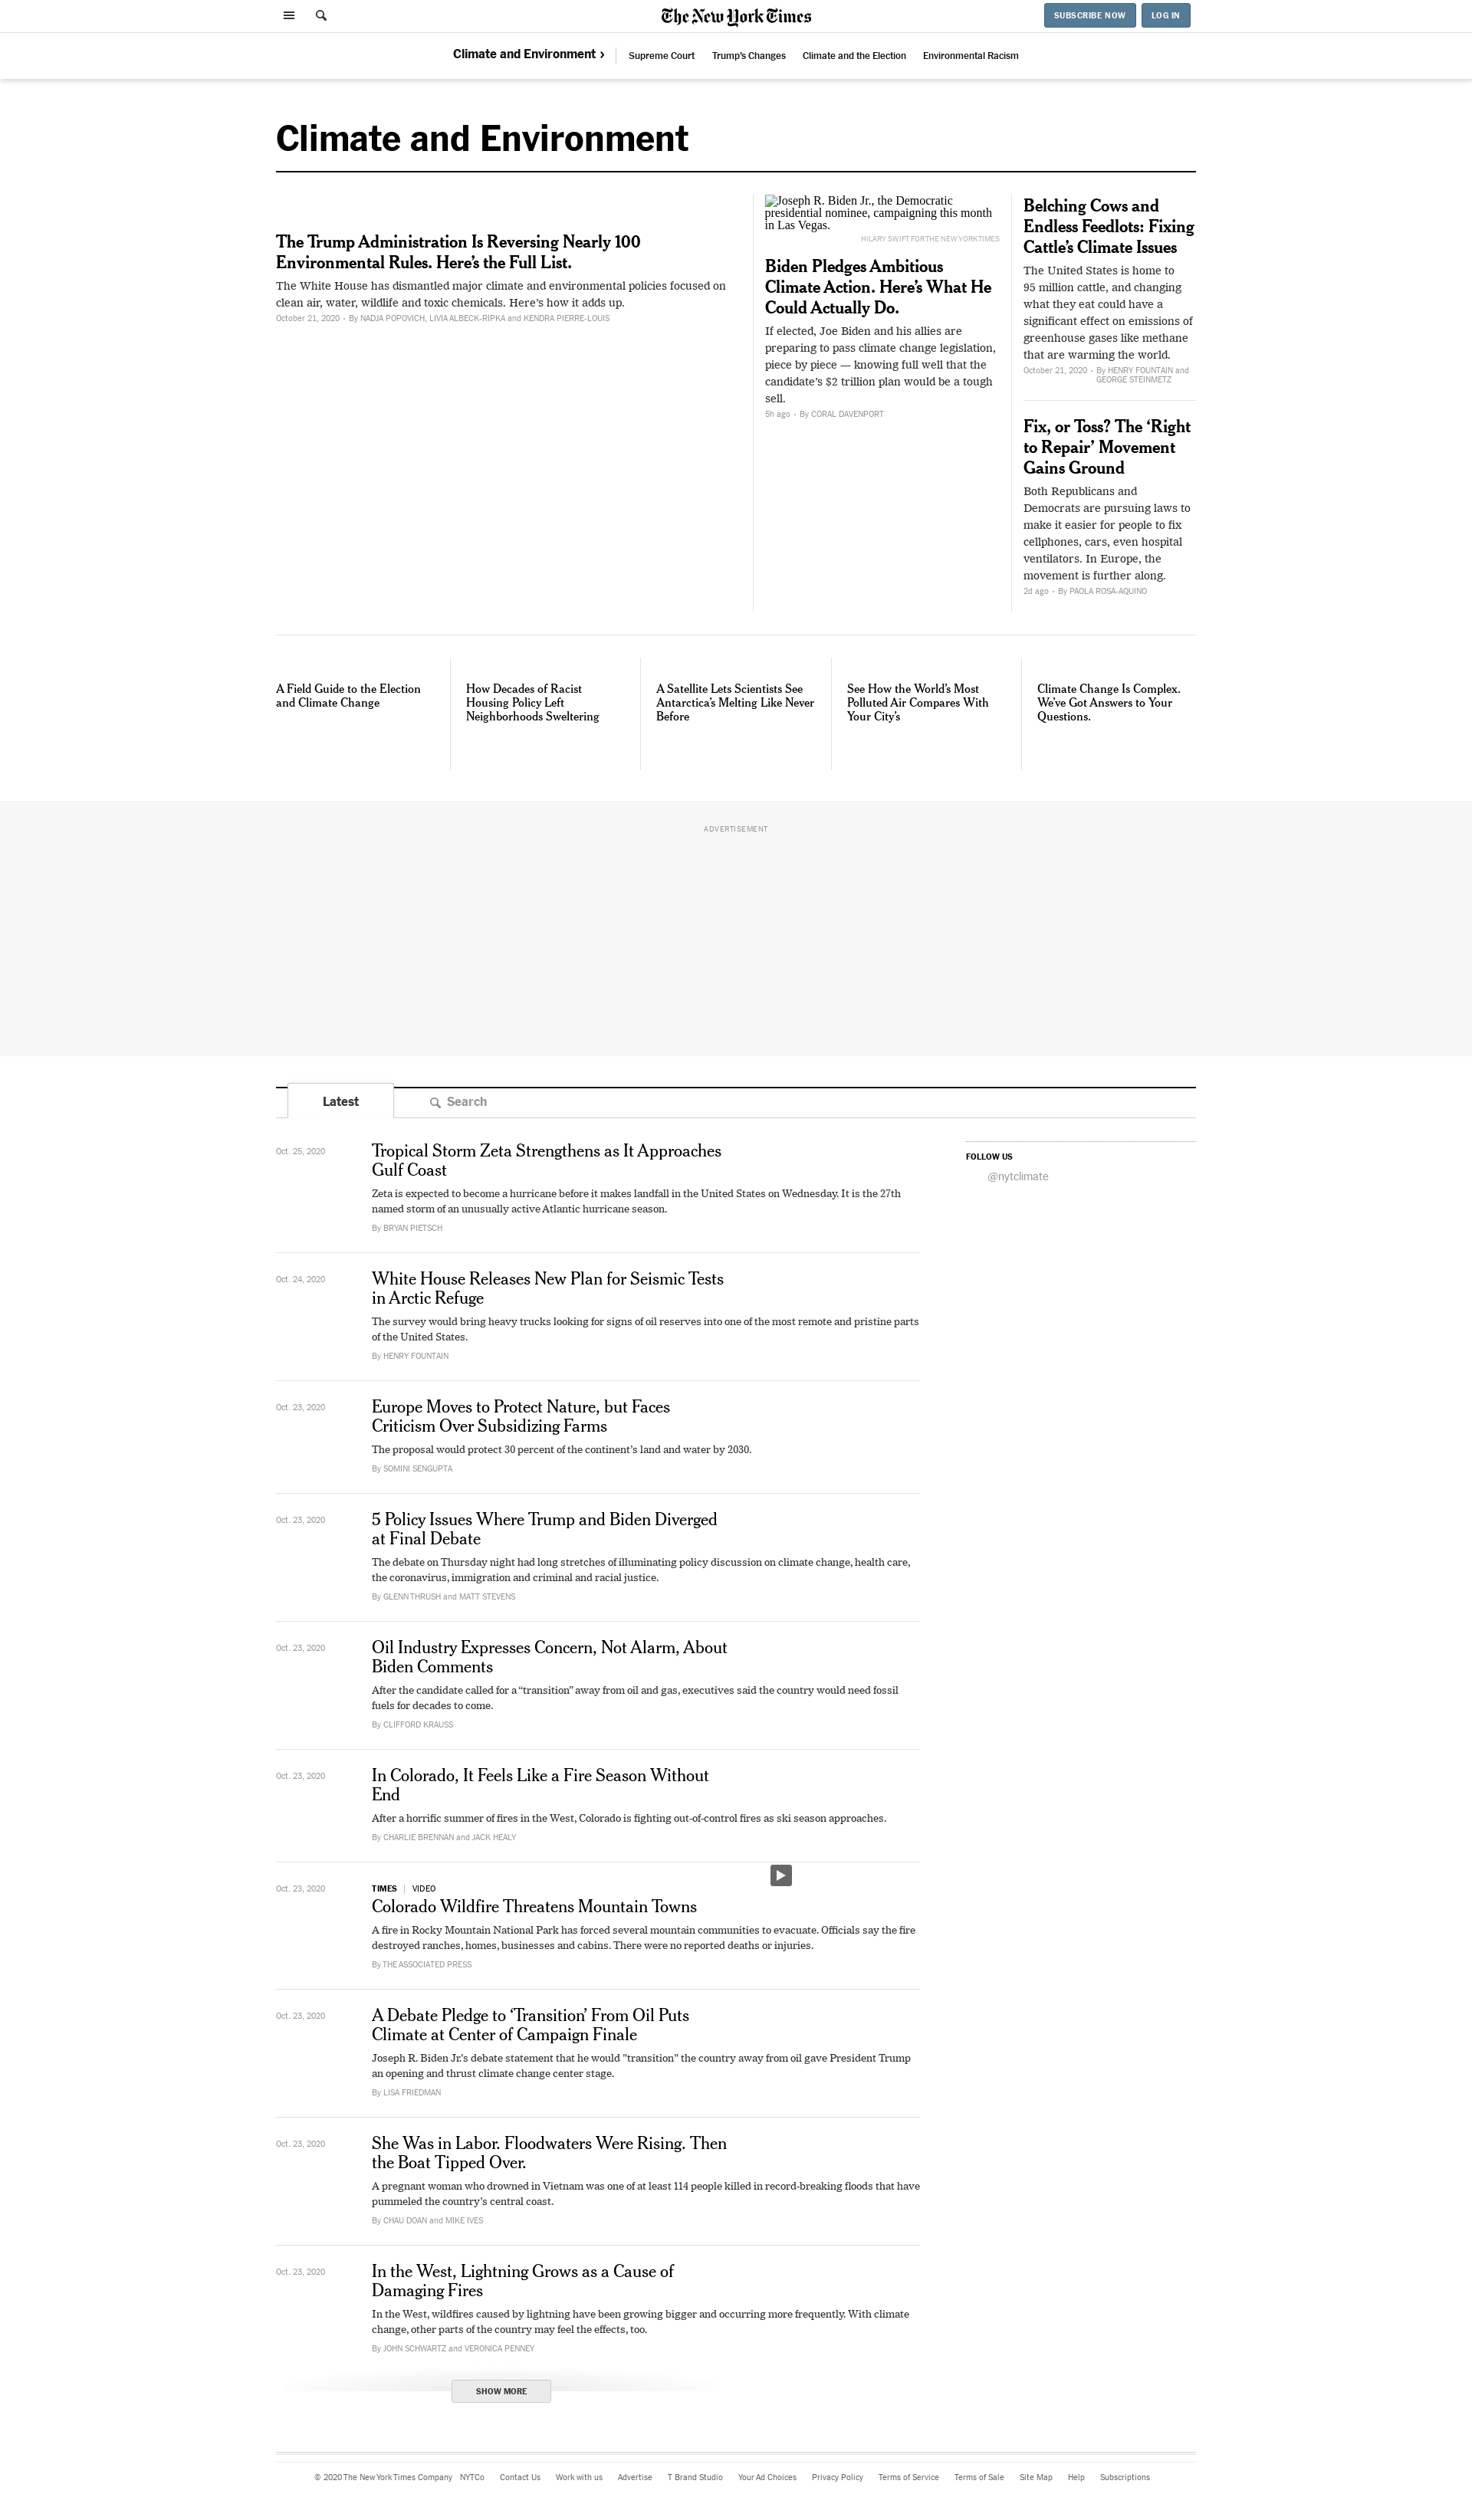 The New York Times
SUBSCRIBE NOW
LOG IN
Climate and Environment ›
Supreme Court
Trump's Changes
Climate and the Election
Environmental Racism
Climate and Environment
The Trump Administration Is Reversing Nearly 100
Environmental Rules. Here's the Full List.
The White House has dismantled major climate and environmental policies focused on
clean air, water, wildlife and toxic chemicals. Here's how it adds up.
October 21, 2020 • By NADJA POPOVICH, LIVIA ALBECK-RIPKA and KENDRA PIERRE-LOUIS
Joseph R. Biden Jr., the Democratic
presidential nominee, campaigning this month
in Las Vegas.
HILARY SWIFT FOR THE NEW YORK TIMES
Biden Pledges Ambitious
Climate Action. Here's What He
Could Actually Do.
If elected, Joe Biden and his allies are
preparing to pass climate change legislation,
piece by piece — knowing full well that the
candidate's $2 trillion plan would be a tough
sell.
5h ago • By CORAL DAVENPORT
Belching Cows and
Endless Feedlots: Fixing
Cattle's Climate Issues
The United States is home to
95 million cattle, and changing
what they eat could have a
significant effect on emissions of
greenhouse gases like methane
that are warming the world.
October 21, 2020 • By HENRY FOUNTAIN and
GEORGE STEINMETZ
Fix, or Toss? The 'Right
to Repair' Movement
Gains Ground
Both Republicans and
Democrats are pursuing laws to
make it easier for people to fix
cellphones, cars, even hospital
ventilators. In Europe, the
movement is further along.
2d ago • By PAOLA ROSA-AQUINO
A Field Guide to the Election
and Climate Change
How Decades of Racist
Housing Policy Left
Neighborhoods Sweltering
A Satellite Lets Scientists See
Antarctica's Melting Like Never
Before
See How the World's Most
Polluted Air Compares With
Your City's
Climate Change Is Complex.
We've Got Answers to Your
Questions.
ADVERTISEMENT
Latest
Search
Oct. 25, 2020
Tropical Storm Zeta Strengthens as It Approaches
Gulf Coast
Zeta is expected to become a hurricane before it makes landfall in the United States on Wednesday. It is the 27th
named storm of an unusually active Atlantic hurricane season.
By BRYAN PIETSCH
FOLLOW US
@nytclimate
Oct. 24, 2020
White House Releases New Plan for Seismic Tests
in Arctic Refuge
The survey would bring heavy trucks looking for signs of oil reserves into one of the most remote and pristine parts
of the United States.
By HENRY FOUNTAIN
Oct. 23, 2020
Europe Moves to Protect Nature, but Faces
Criticism Over Subsidizing Farms
The proposal would protect 30 percent of the continent's land and water by 2030.
By SOMINI SENGUPTA
Oct. 23, 2020
5 Policy Issues Where Trump and Biden Diverged
at Final Debate
The debate on Thursday night had long stretches of illuminating policy discussion on climate change, health care,
the coronavirus, immigration and criminal and racial justice.
By GLENN THRUSH and MATT STEVENS
Oct. 23, 2020
Oil Industry Expresses Concern, Not Alarm, About
Biden Comments
After the candidate called for a “transition” away from oil and gas, executives said the country would need fossil
fuels for decades to come.
By CLIFFORD KRAUSS
Oct. 23, 2020
In Colorado, It Feels Like a Fire Season Without
End
After a horrific summer of fires in the West, Colorado is fighting out-of-control fires as ski season approaches.
By CHARLIE BRENNAN and JACK HEALY
Oct. 23, 2020
TIMES | VIDEO
Colorado Wildfire Threatens Mountain Towns
A fire in Rocky Mountain National Park has forced several mountain communities to evacuate. Officials say the fire
destroyed ranches, homes, businesses and cabins. There were no reported deaths or injuries.
By THE ASSOCIATED PRESS
Oct. 23, 2020
A Debate Pledge to 'Transition' From Oil Puts
Climate at Center of Campaign Finale
Joseph R. Biden Jr.'s debate statement that he would "transition" the country away from oil gave President Trump
an opening and thrust climate change center stage.
By LISA FRIEDMAN
Oct. 23, 2020
She Was in Labor. Floodwaters Were Rising. Then
the Boat Tipped Over.
A pregnant woman who drowned in Vietnam was one of at least 114 people killed in record-breaking floods that have
pummeled the country's central coast.
By CHAU DOAN and MIKE IVES
Oct. 23, 2020
In the West, Lightning Grows as a Cause of
Damaging Fires
In the West, wildfires caused by lightning have been growing bigger and occurring more frequently. With climate
change, other parts of the country may feel the effects, too.
By JOHN SCHWARTZ and VERONICA PENNEY
SHOW MORE
© 2020 The New York Times Company
NYTCo
Contact Us
Work with us
Advertise
T Brand Studio
Your Ad Choices
Privacy Policy
Terms of Service
Terms of Sale
Site Map
Help
Subscriptions